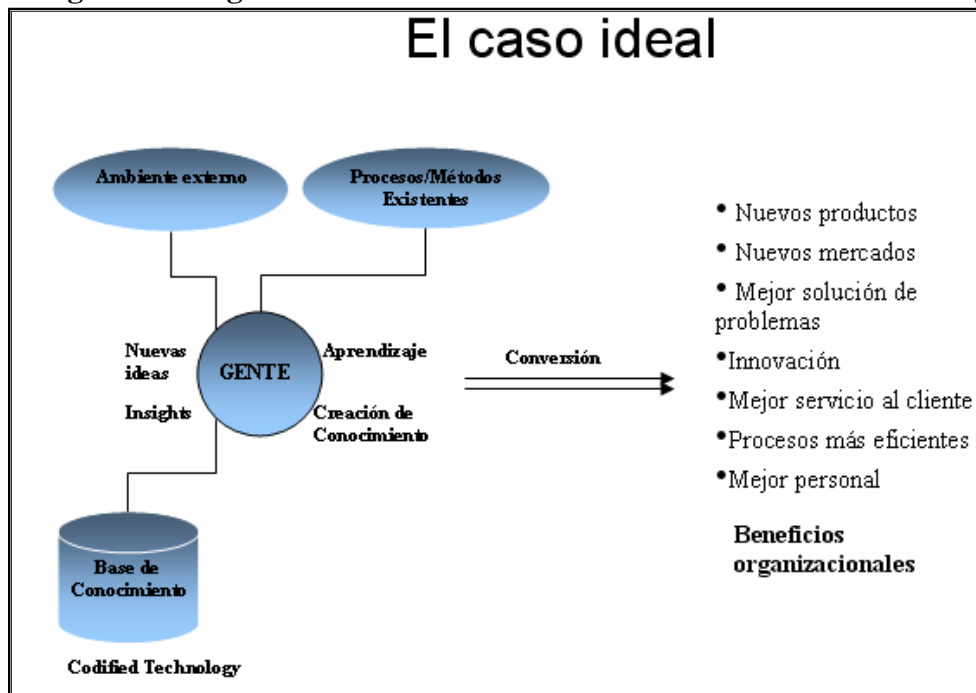 El caso ideal
Ambiente externo
Procesos/Métodos
Existentes
Nuevas
ideas
Insights
GENTE
Aprendizaje
Creación de
Conocimiento
Conversión
Base de
Conocimiento
Codified Technology
• Nuevos productos
• Nuevos mercados
• Mejor solución de
problemas
•Innovación
•Mejor servicio al cliente
•Procesos más eficientes
•Mejor personal
Beneficios
organizacionales